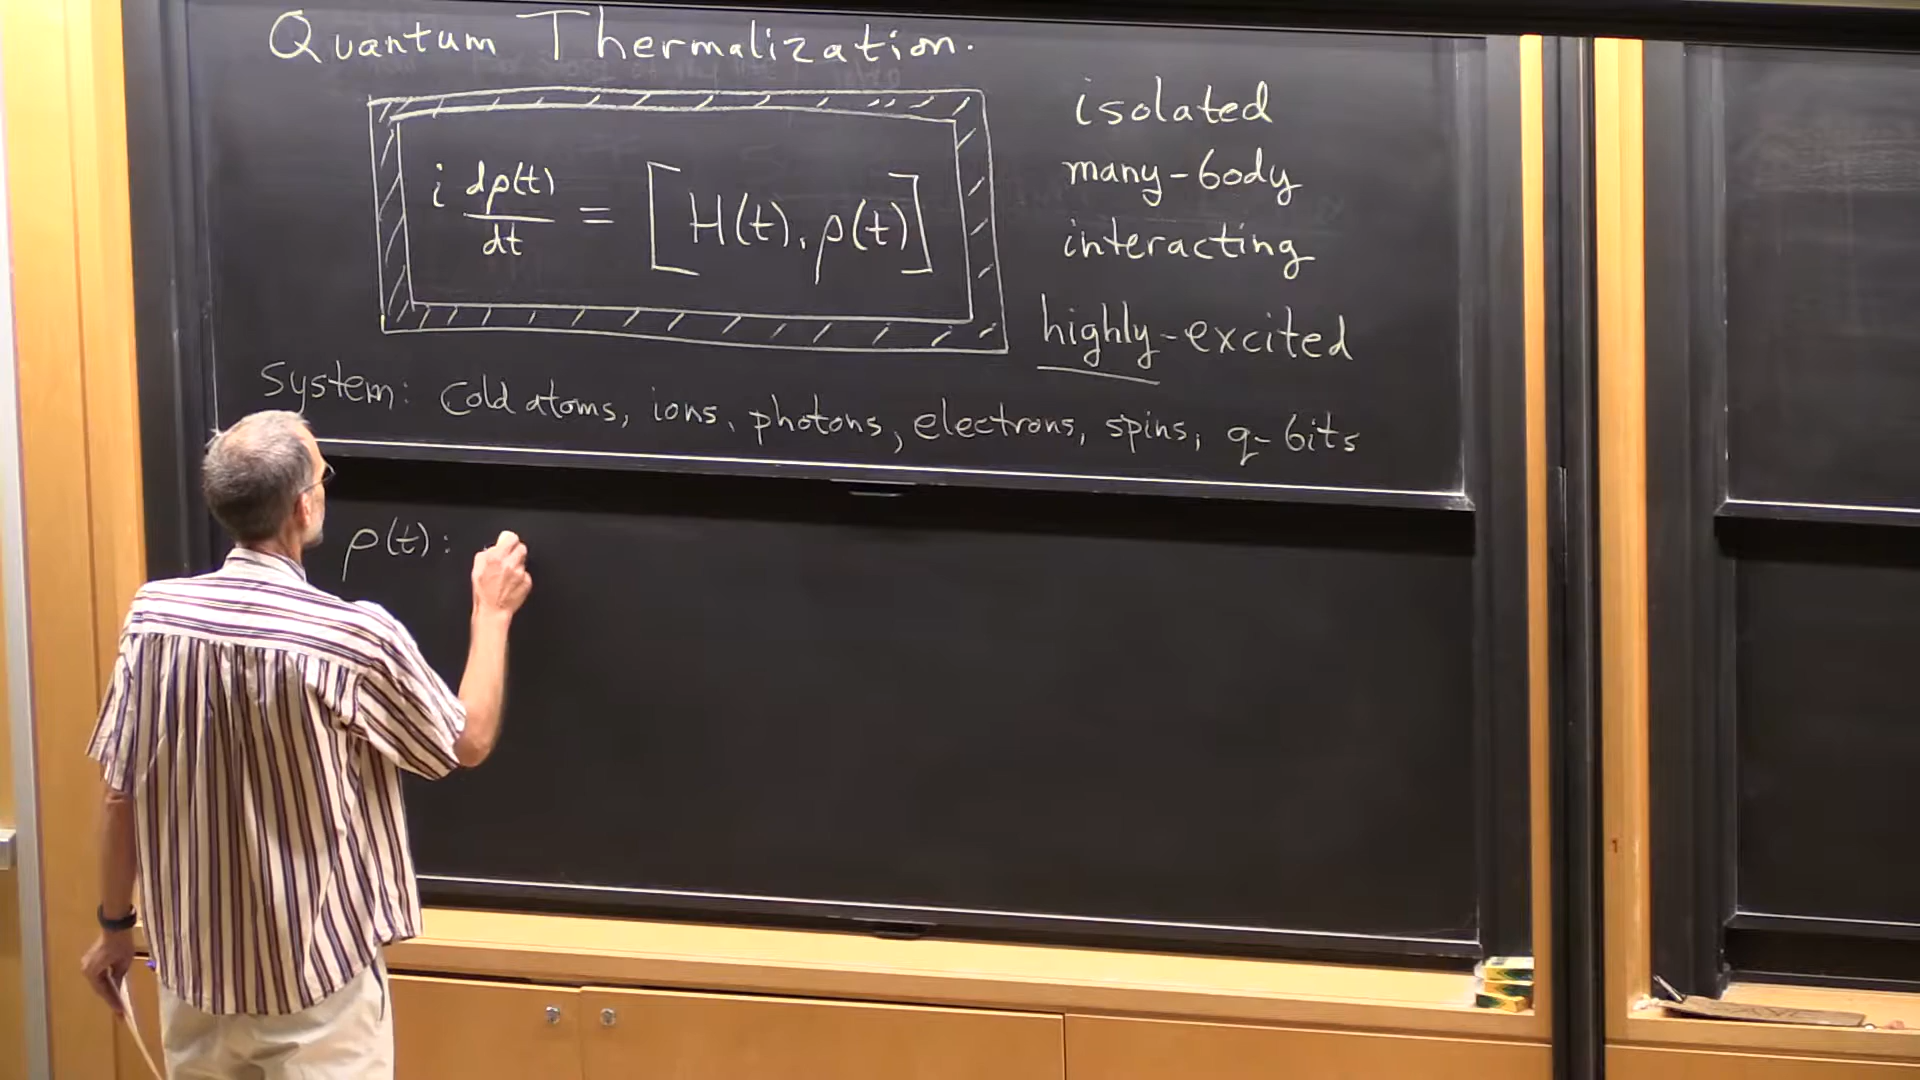 Quantum Thermalization.
i dρ(t)/dt = [H(t), ρ(t)]
isolated
many-body
interacting
highly-excited
System: cold atoms, ions, photons, electrons, spins, q-bits
ρ(t):